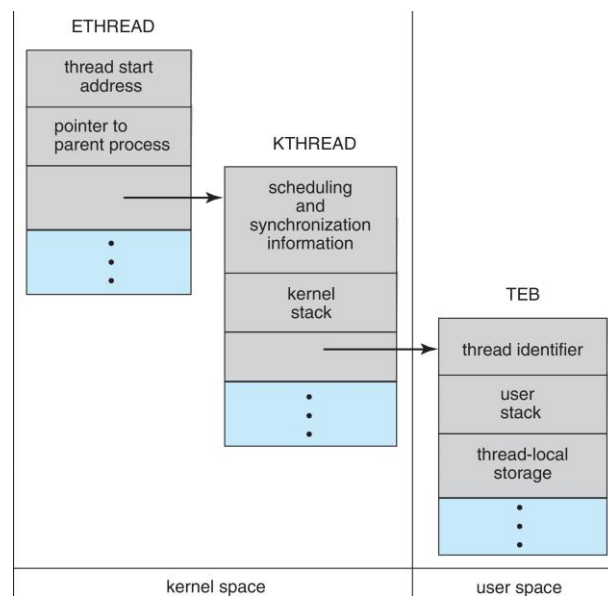 ETHREAD
thread start
address
pointer to
parent process
KTHREAD
scheduling
and
synchronization
information
kernel
stack
TEB
thread identifier
user
stack
thread-local
storage
kernel space
user space